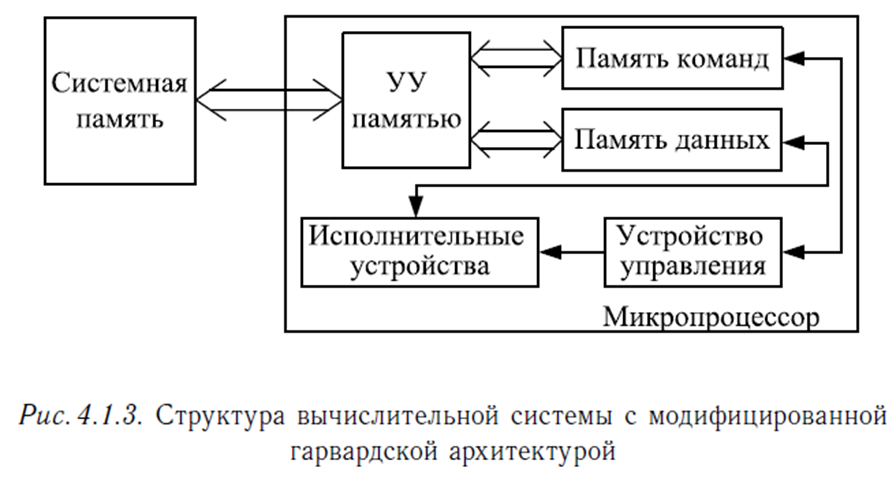 Системная
память
УУ
памятью
Память команд
Память данных
Исполнительные
устройства
Устройство
управления
Микропроцессор
Рис. 4.1.3. Структура вычислительной системы с модифицированной
гарвардской архитектурой